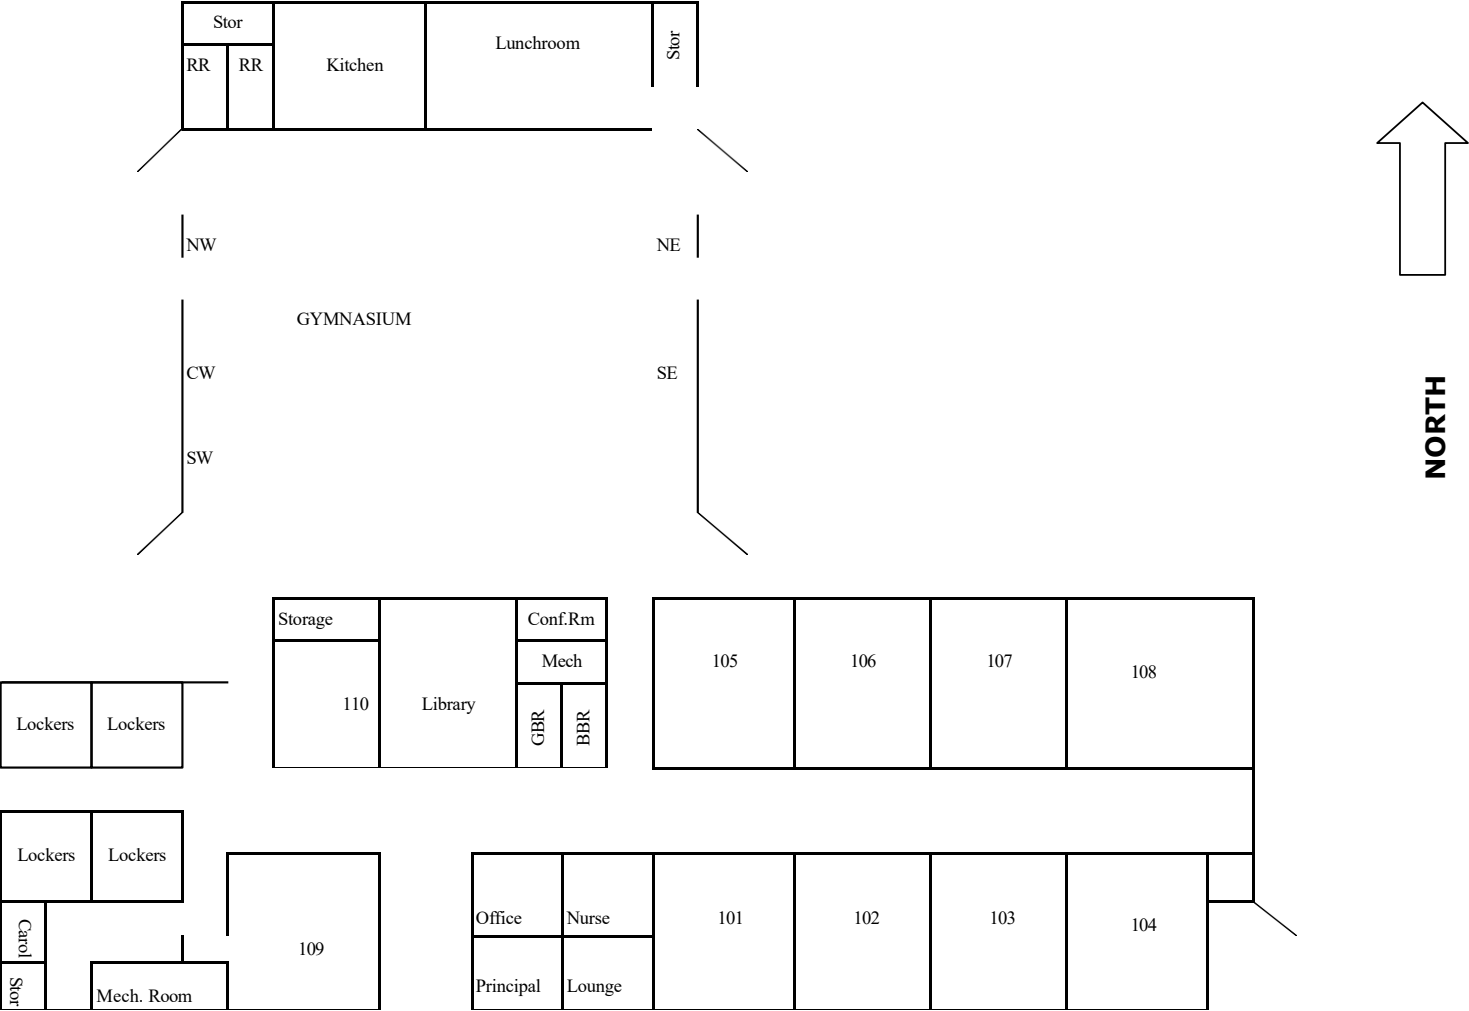 Stor
Lunchroom
Stor
RR
RR
Kitchen
NW
NE
GYMNASIUM
CW
SE
SW
NORTH
Storage
Conf.Rm
Mech
105
106
107
108
110
Library
GBR
BBR
Lockers
Lockers
Lockers
Lockers
Office
Nurse
101
102
103
104
Carol
109
Principal
Lounge
Stor
Mech. Room